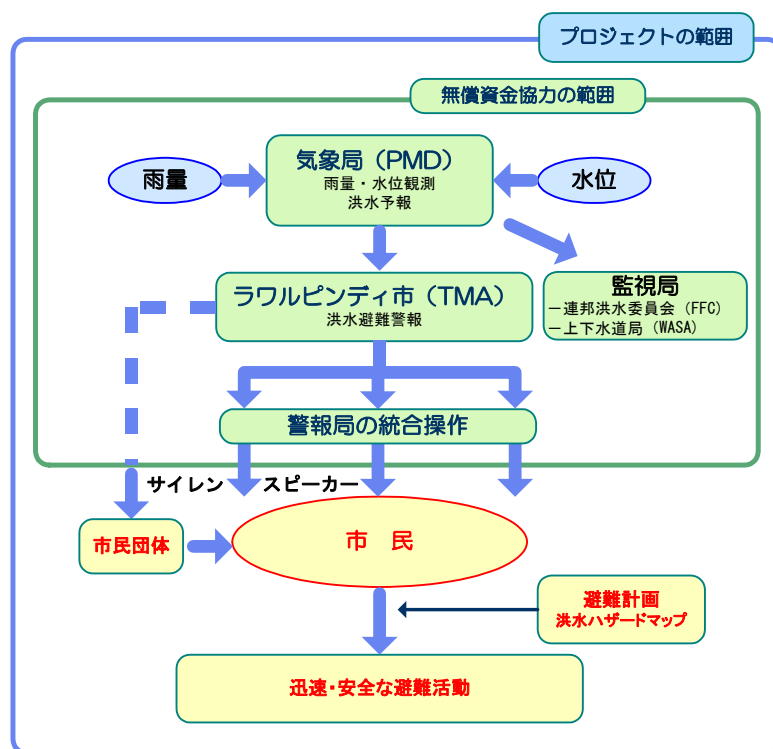 プロジェクトの範囲
無償資金協力の範囲
気象局（PMD）
雨量・水位観測
洪水予報
雨量
水位
ラワルピンディ市（TMA）
洪水避難警報
監視局
－連邦洪水委員会（FFC）
－上下水道局（WASA）
警報局の統合操作
サイレン
スピーカー
市民団体
市　民
避難計画
洪水ハザードマップ
迅速・安全な避難活動